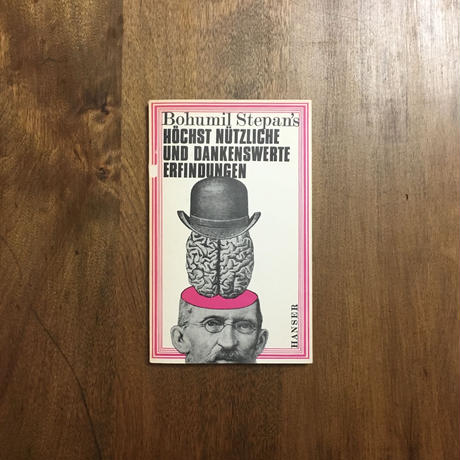 Bohumil Stepan's
HÖCHST NÜTZLICHE
UND DANKENSWERTE
ERFINDUNGEN
HANSER